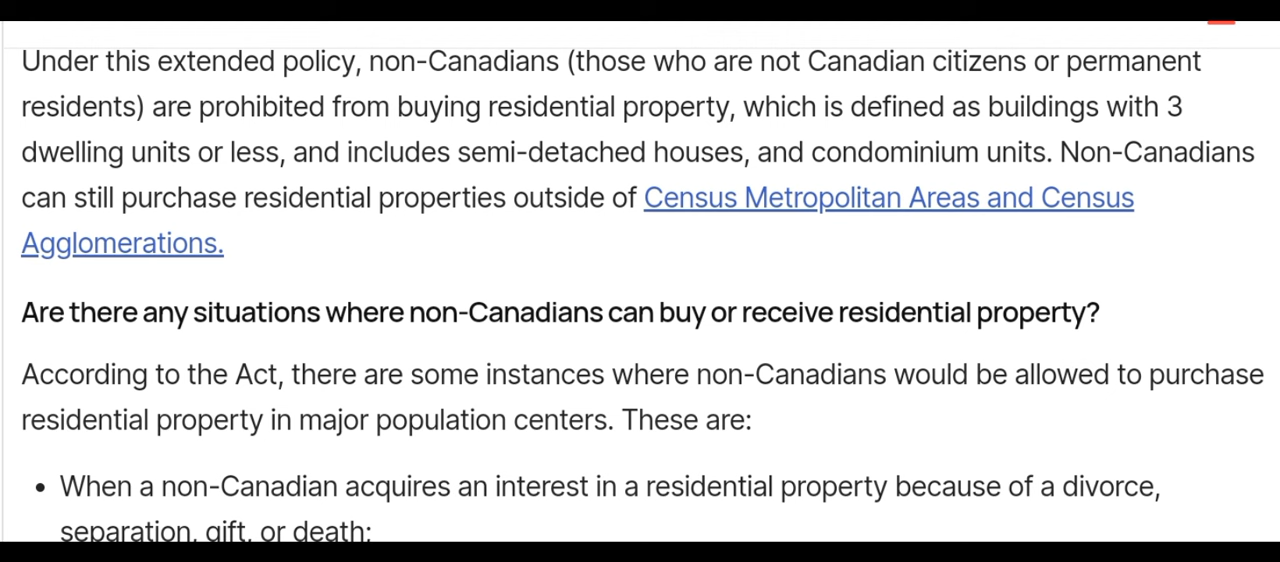 Under this extended policy, non-Canadians (those who are not Canadian citizens or permanent
residents) are prohibited from buying residential property, which is defined as buildings with 3
dwelling units or less, and includes semi-detached houses, and condominium units. Non-Canadians
can still purchase residential properties outside of Census Metropolitan Areas and Census
Agglomerations.
Are there any situations where non-Canadians can buy or receive residential property?
According to the Act, there are some instances where non-Canadians would be allowed to purchase
residential property in major population centers. These are:
• When a non-Canadian acquires an interest in a residential property because of a divorce,
separation, gift, or death;